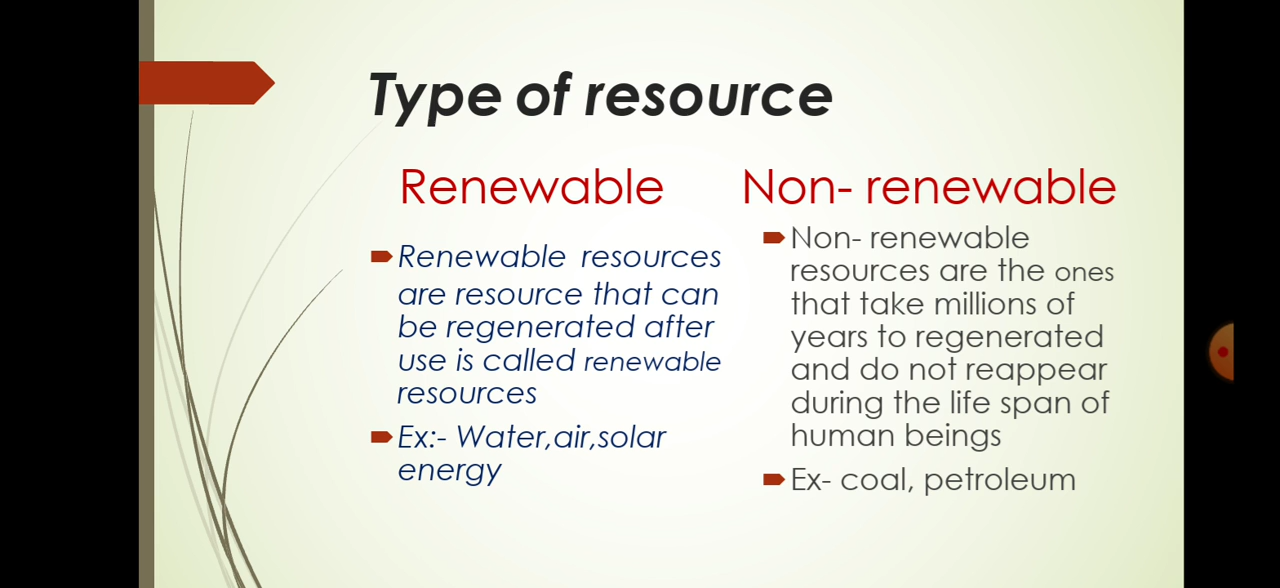 Type of resource
Renewable
Renewable resources
are resource that can
be regenerated after
use is called renewable
resources
Ex:- Water,air,solar
energy
Non- renewable
Non- renewable
resources are the ones
that take millions of
years to regenerated
and do not reappear
during the life span of
human beings
Ex- coal, petroleum